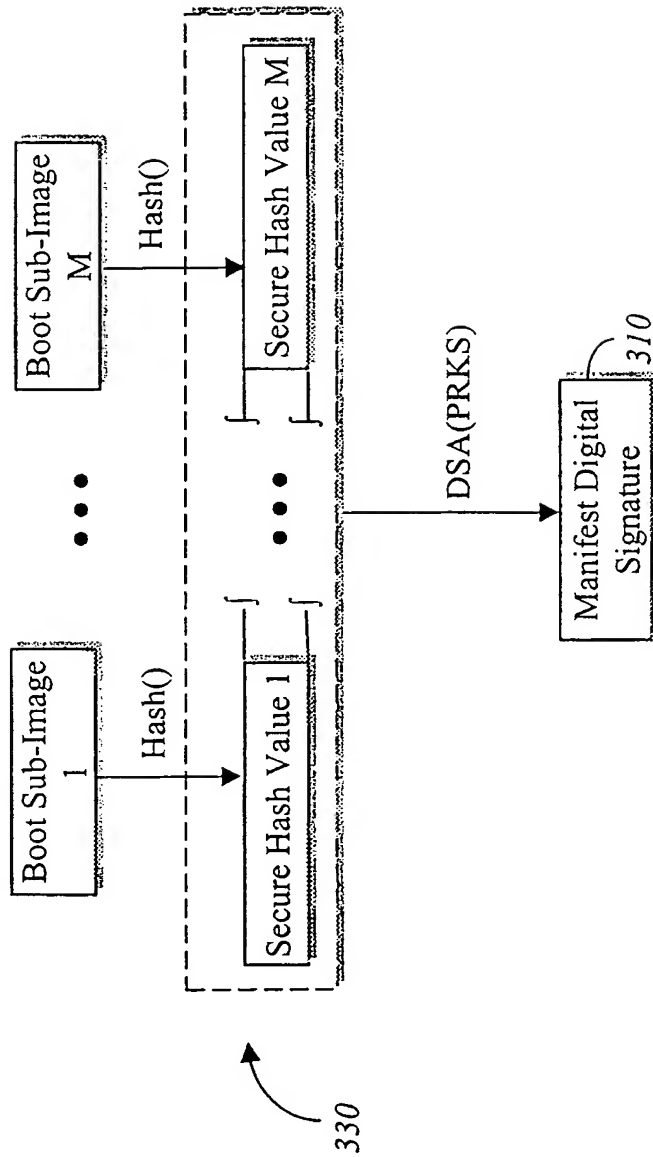 Boot Sub-Image
1
Boot Sub-Image
M
Hash()
Hash()
Secure Hash Value 1
Secure Hash Value M
330
DSA(PRKS)
Manifest Digital
Signature
310